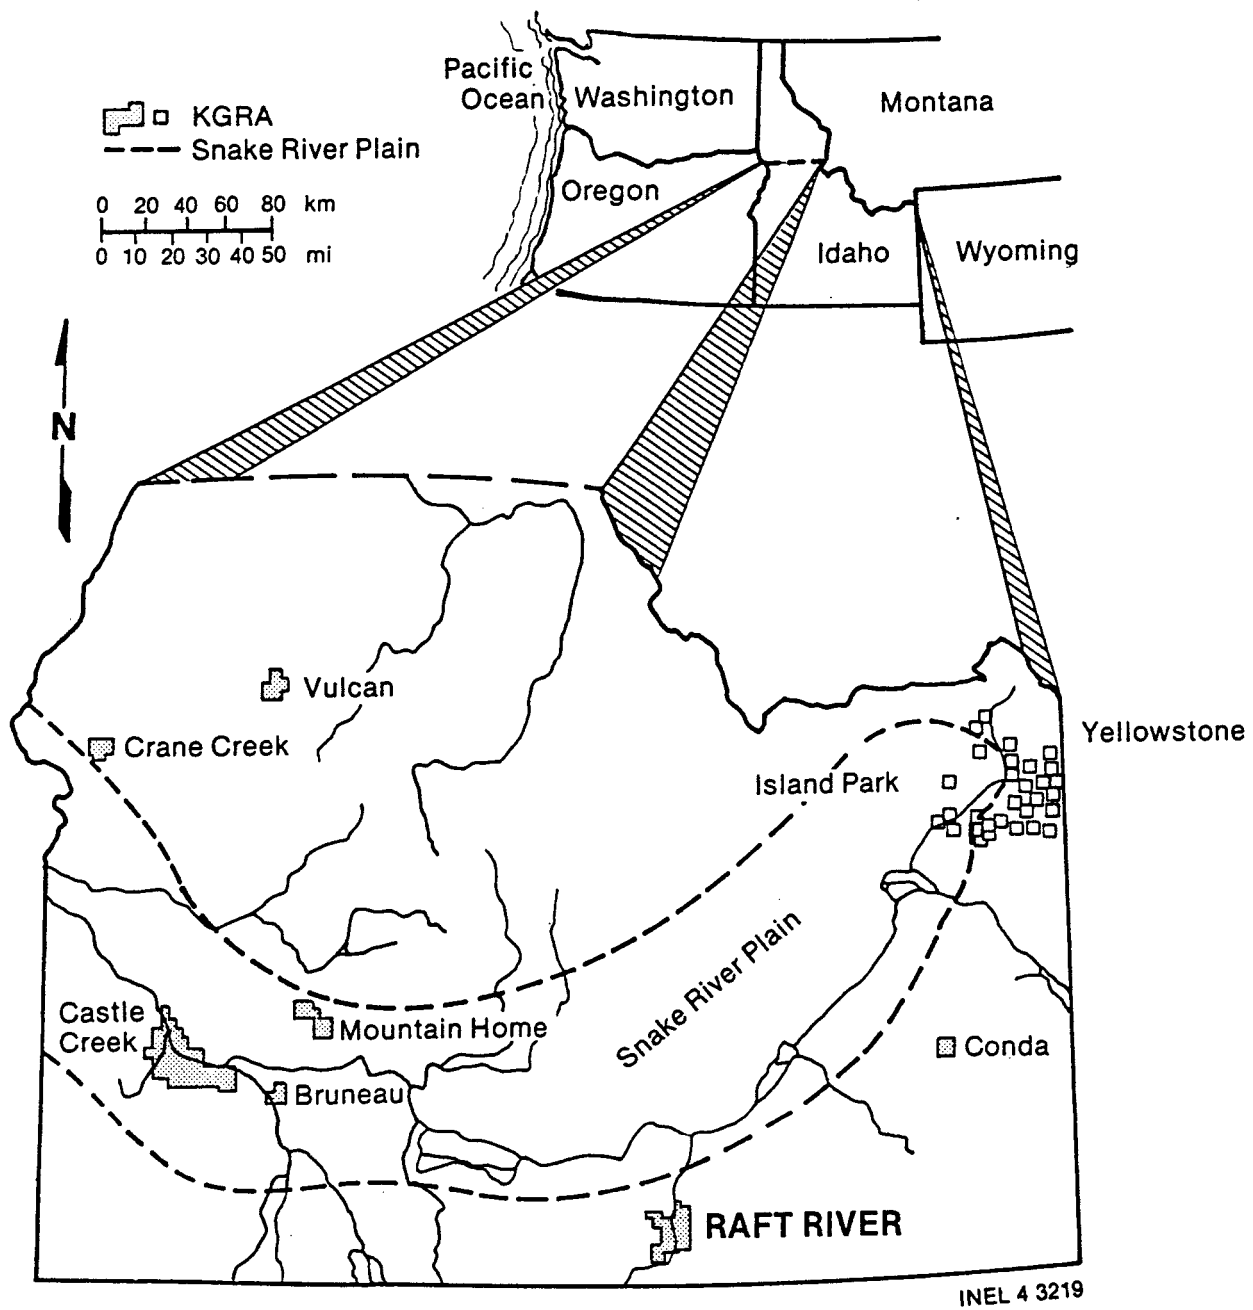 Pacific
Ocean
Washington
Montana
KGRA
Snake River Plain
Oregon
0 20 40 60 80 km
0 10 20 30 40 50 mi
Idaho
Wyoming
N
Vulcan
Crane Creek
Yellowstone
Island Park
Snake River Plain
Castle
Creek
Mountain Home
Conda
Bruneau
RAFT RIVER
INEL 4 3219